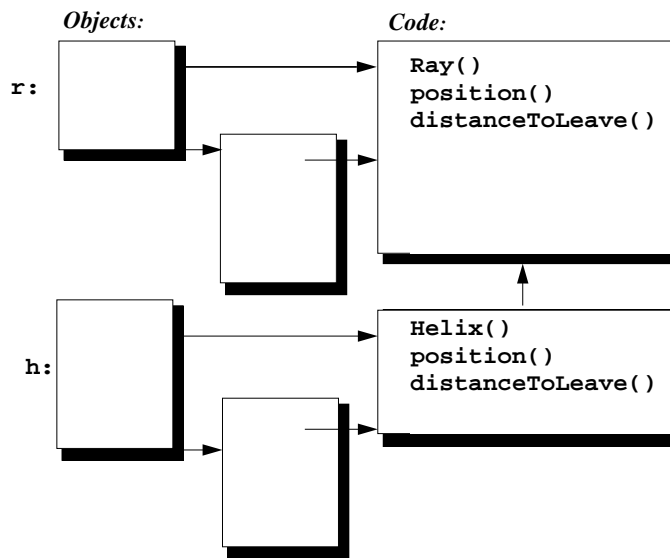 Objects:
Code:
r:
Ray()
position()
distanceToLeave()
h:
Helix()
position()
distanceToLeave()